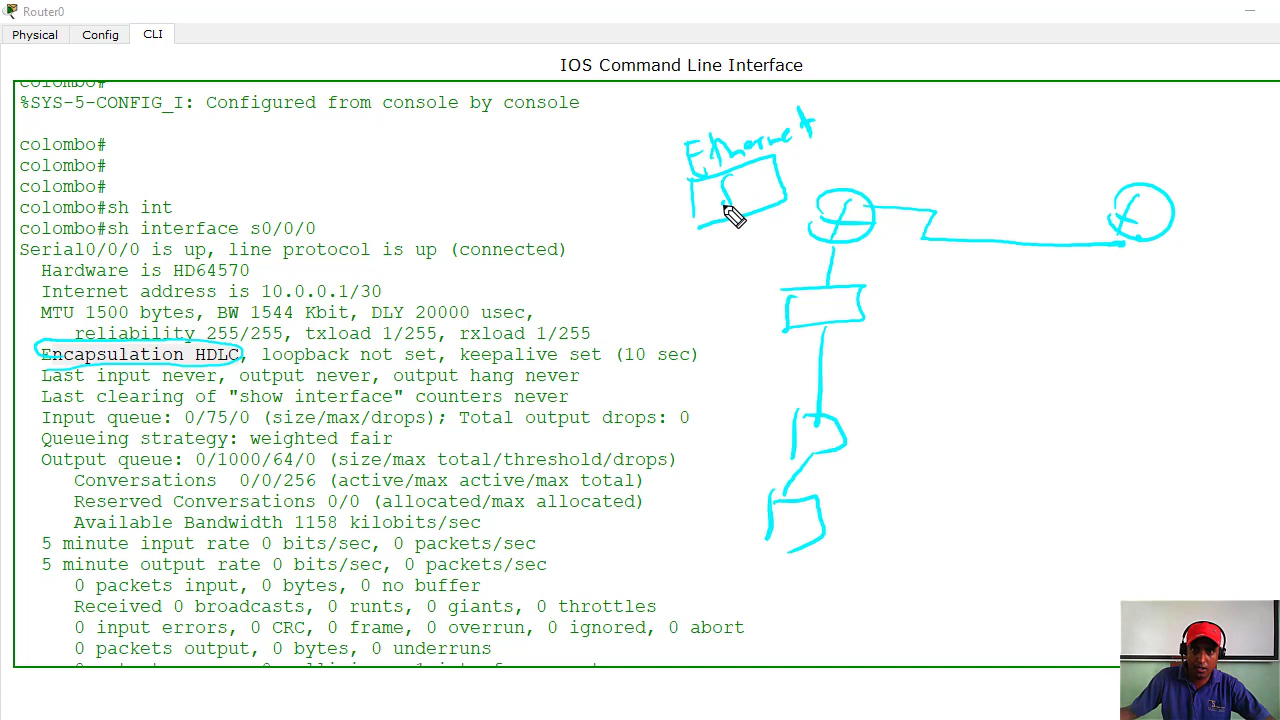 Router0
Physical
Config
CLI
IOS Command Line Interface
colombo#
%SYS-5-CONFIG_I: Configured from console by console
colombo#
colombo#
colombo#
colombo#sh int
colombo#sh interface s0/0/0
Serial0/0/0 is up, line protocol is up (connected)
Hardware is HD64570
Internet address is 10.0.0.1/30
MTU 1500 bytes, BW 1544 Kbit, DLY 20000 usec,
reliability 255/255, txload 1/255, rxload 1/255
Encapsulation HDLC, loopback not set, keepalive set (10 sec)
Last input never, output never, output hang never
Last clearing of "show interface" counters never
Input queue: 0/75/0 (size/max/drops); Total output drops: 0
Queueing strategy: weighted fair
Output queue: 0/1000/64/0 (size/max total/threshold/drops)
Conversations 0/0/256 (active/max active/max total)
Reserved Conversations 0/0 (allocated/max allocated)
Available Bandwidth 1158 kilobits/sec
5 minute input rate 0 bits/sec, 0 packets/sec
5 minute output rate 0 bits/sec, 0 packets/sec
0 packets input, 0 bytes, 0 no buffer
Received 0 broadcasts, 0 runts, 0 giants, 0 throttles
0 input errors, 0 CRC, 0 frame, 0 overrun, 0 ignored, 0 abort
0 packets output, 0 bytes, 0 underruns
Ethernet